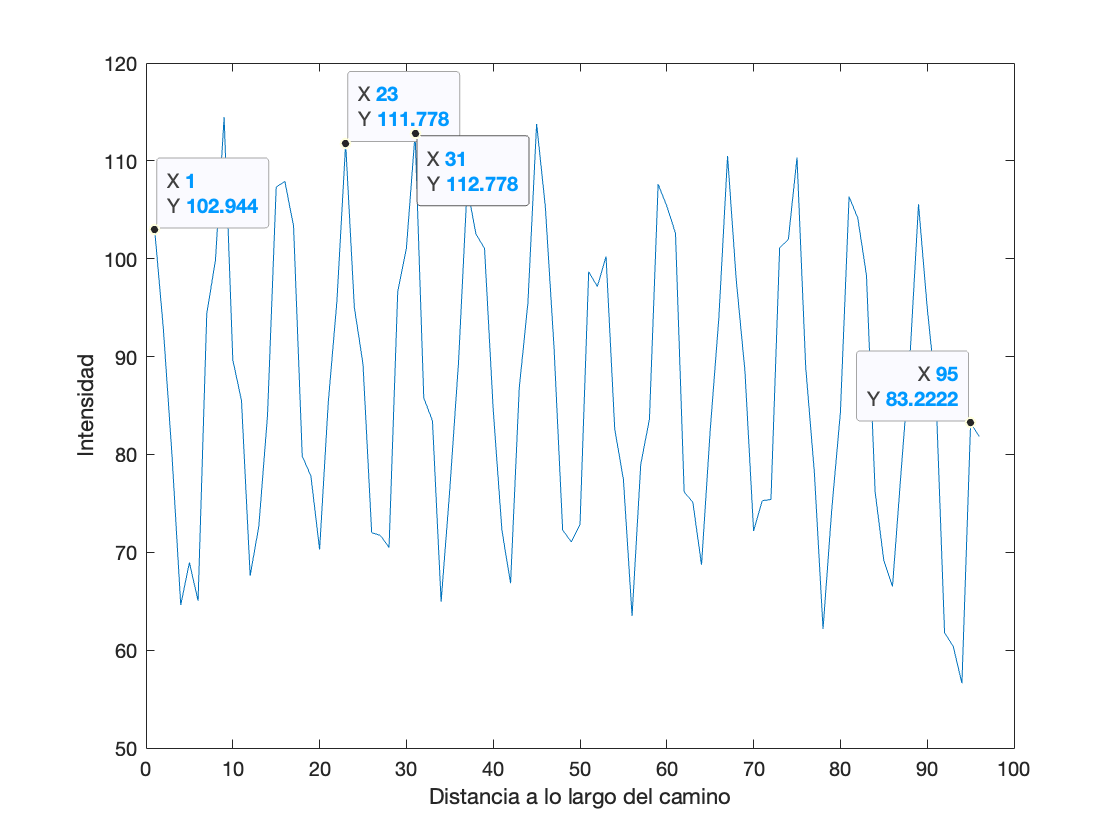 120
110
100
90
80
70
60
50
Intensidad
X 23
Y 111.778
X 31
Y 112.778
X 1
Y 102.944
X 95
Y 83.2222
0 10 20 30 40 50 60 70 80 90 100
Distancia a lo largo del camino